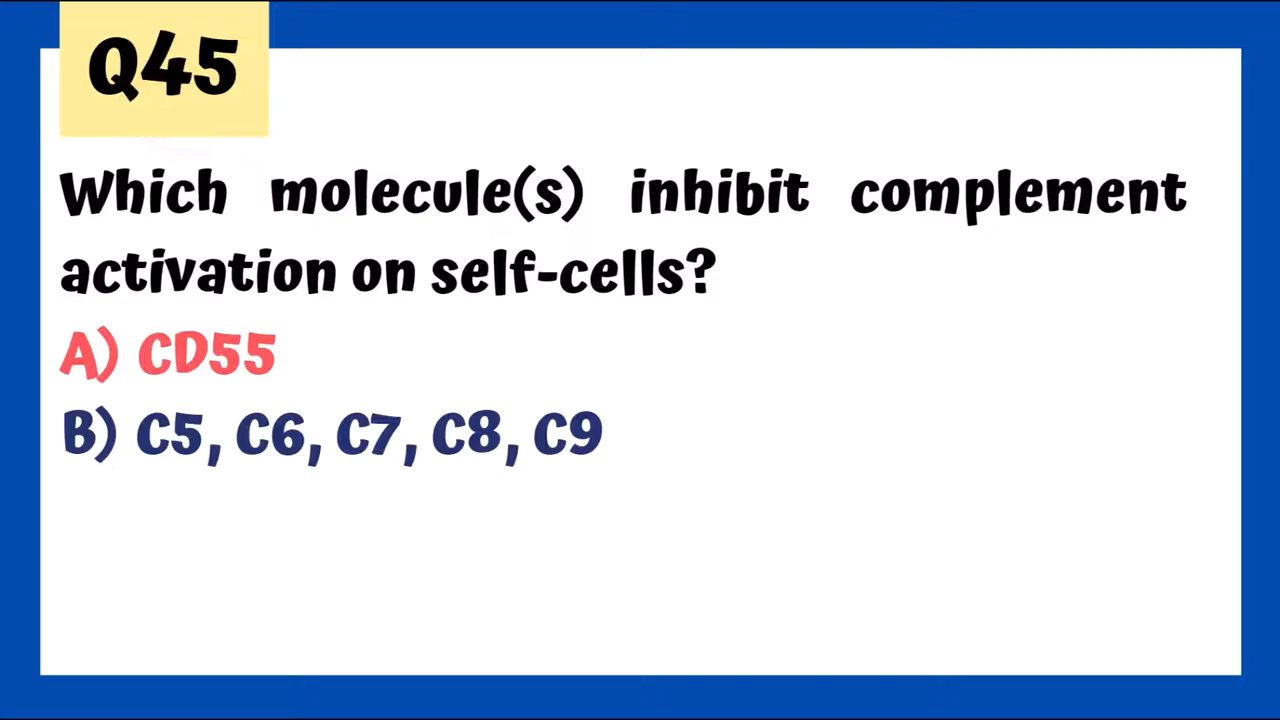 Q45
Which molecule(s) inhibit complement
activation on self-cells?
A) CD55
B) C5, C6, C7, C8, C9